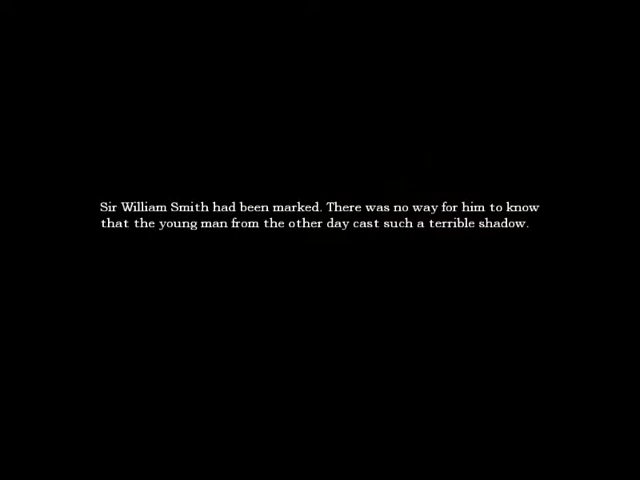 Sir William Smith had been marked. There was no way for him to know
that the young man from the other day cast such a terrible shadow.